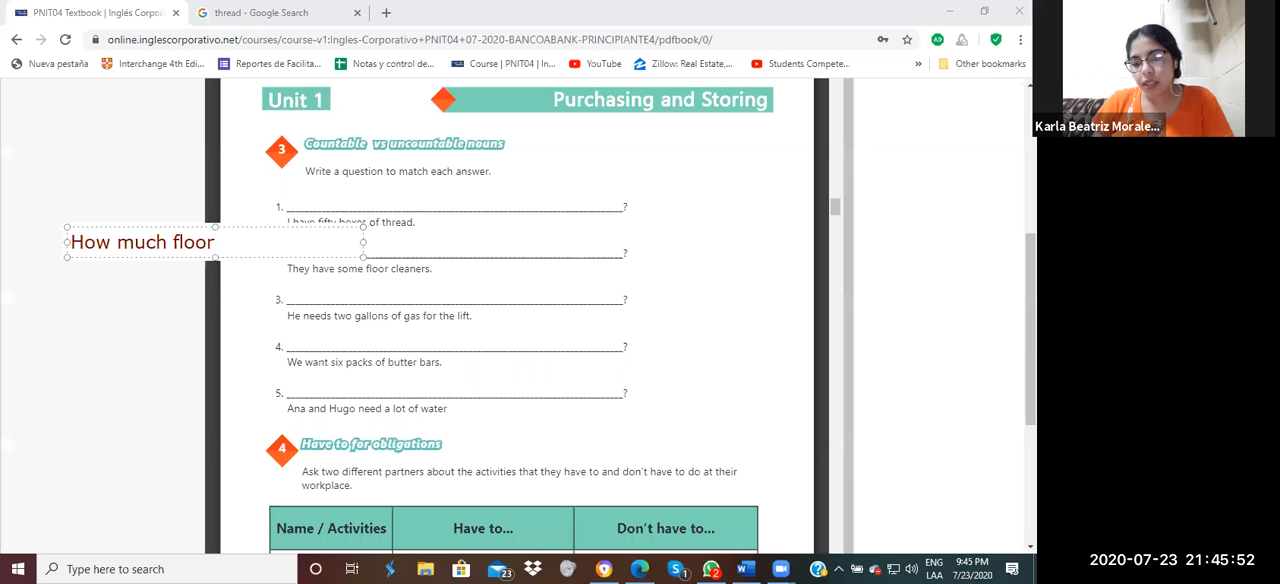 PNIT04 Textbook | Inglés Corpor
thread - Google Search
online.inglescorporativo.net/courses/course-v1:Ingles-Corporativo+PNIT04+07-2020-BANCOABANK-PRINCIPIANTE4/pdfbook/0/
Nueva pestaña
Interchange 4th Edi...
Reportes de Facilita...
Notas y control de...
Course | PNIT04 | In...
YouTube
Zillow: Real Estate,...
Students Compete...
»
Other bookmarks
Unit 1
Purchasing and Storing
3
Countable vs uncountable nouns
Write a question to match each answer.
1. ?
I have fifty boxes of thread.
How much floor
?
They have some floor cleaners.
3. ?
He needs two gallons of gas for the lift.
4. ?
We want six packs of butter bars.
5. ?
Ana and Hugo need a lot of water
4
Have to for obligations
Ask two different partners about the activities that they have to and don't have to do at their
workplace.
Name / Activities
Have to...
Don't have to...
Karla Beatriz Morale...
Type here to search
23
1
2
ENG
LAA
9:45 PM
7/23/2020
2020-07-23 21:45:52